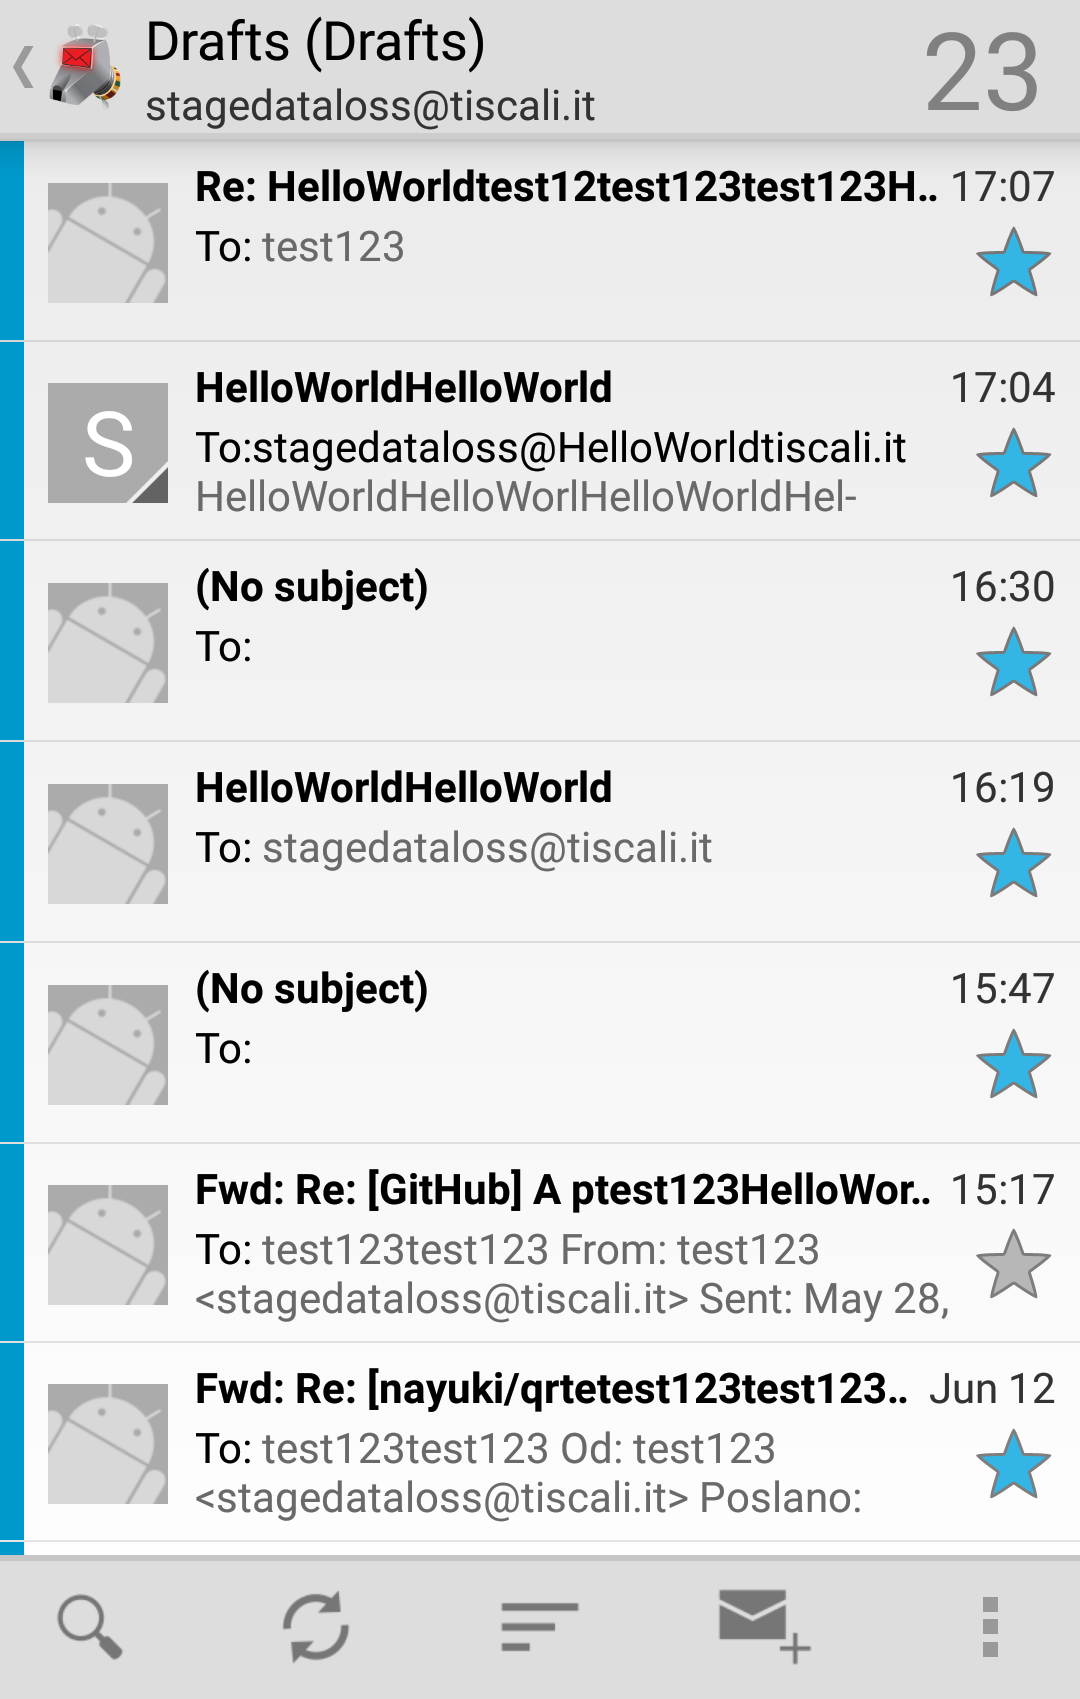 Drafts (Drafts)
stagedataloss@tiscali.it
23
Re: HelloWorldtest12test123test123H.. 17:07
To: test123
HelloWorldHelloWorld 17:04
S
To:stagedataloss@HelloWorldtiscali.it
HelloWorldHelloWorlHelloWorldHel-
(No subject) 16:30
To:
HelloWorldHelloWorld 16:19
To: stagedataloss@tiscali.it
(No subject) 15:47
To:
Fwd: Re: [GitHub] A ptest123HelloWor.. 15:17
To: test123test123 From: test123
<stagedataloss@tiscali.it> Sent: May 28,
Fwd: Re: [nayuki/qrtetest123test123.. Jun 12
To: test123test123 Od: test123
<stagedataloss@tiscali.it> Poslano: